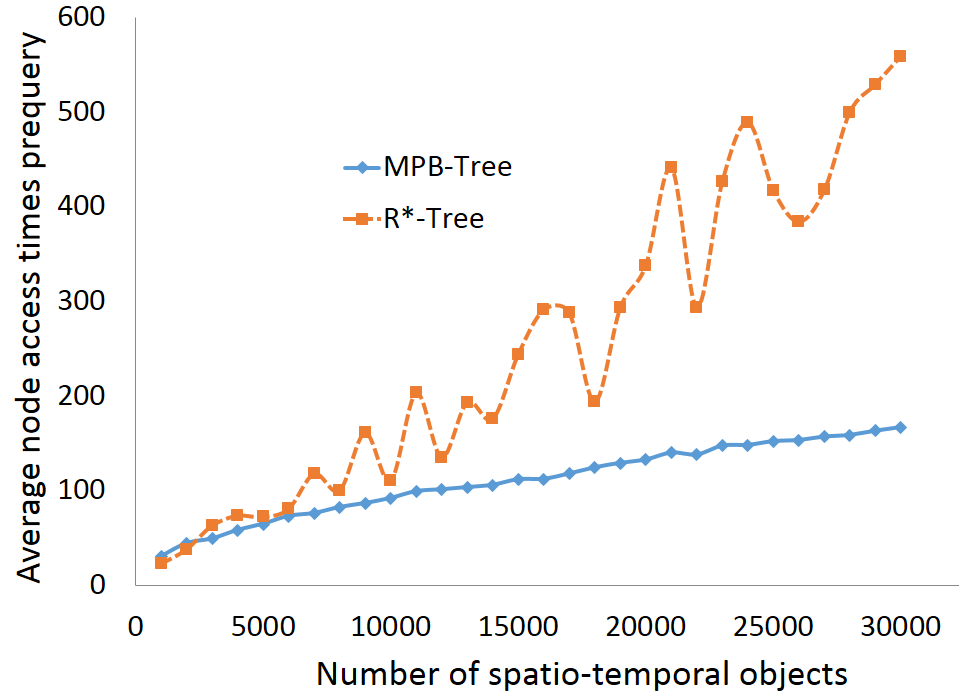 Average node access times prequery
600
500
400
300
200
100
0
MPB-Tree
R*-Tree
0 5000 10000 15000 20000 25000 30000
Number of spatio-temporal objects